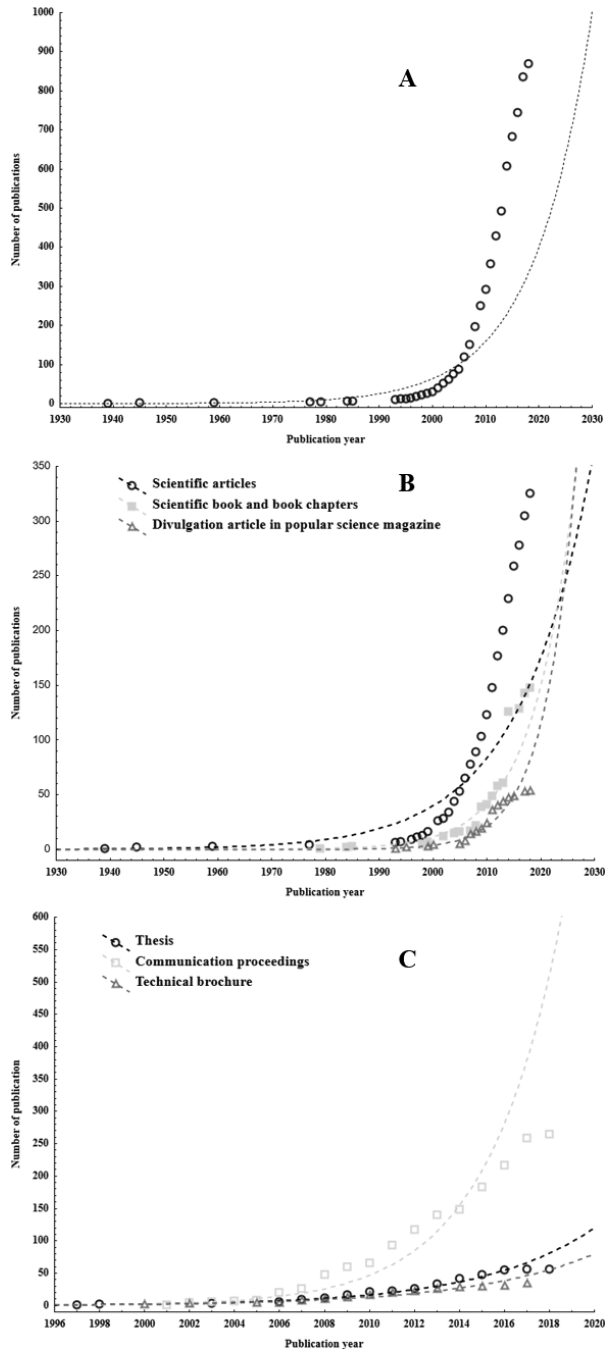 1000
900
800
700
600
500
400
300
200
100
0
Number of publications
A
1930 1940 1950 1960 1970 1980 1990 2000 2010 2020 2030
Publication year
350
300
250
200
150
100
50
0
Number of publications
Scientific articles
Scientific book and book chapters
Divulgation article in popular science magazine
B
1930 1940 1950 1960 1970 1980 1990 2000 2010 2020 2030
Publication year
600
550
500
450
400
350
300
250
200
150
100
50
0
Number of publication
Thesis
Communication proceedings
Technical brochure
C
1996 1998 2000 2002 2004 2006 2008 2010 2012 2014 2016 2018 2020
Publication year